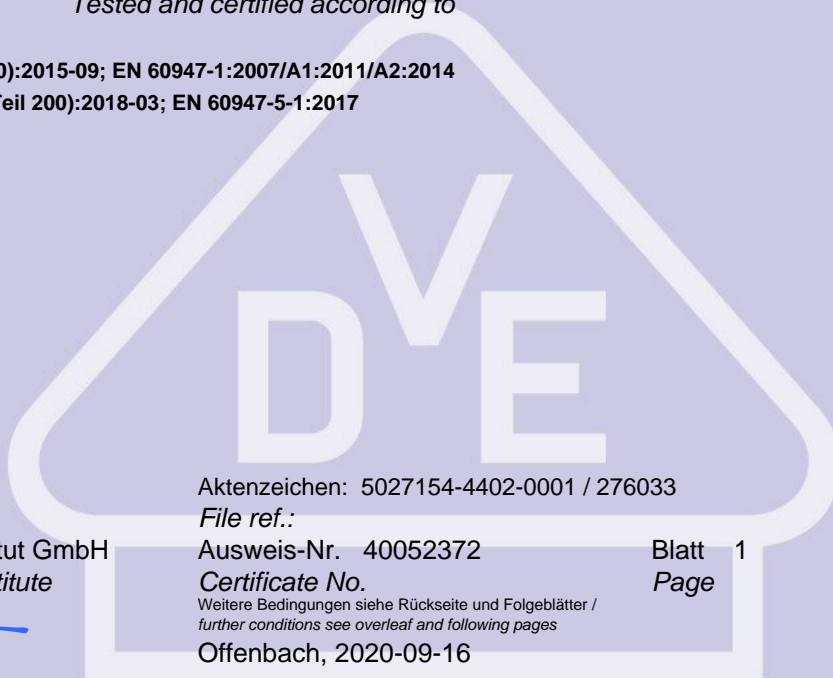 Tested and certified according to
0):2015-09; EN 60947-1:2007/A1:2011/A2:2014
Teil 200):2018-03; EN 60947-5-1:2017
VDE
Aktenzeichen: 5027154-4402-0001 / 276033
File ref.:
tut GmbH Ausweis-Nr. 40052372 Blatt 1
titute Certificate No. Page
Weitere Bedingungen siehe Rückseite und Folgeblätter /
further conditions see overleaf and following pages
Offenbach, 2020-09-16